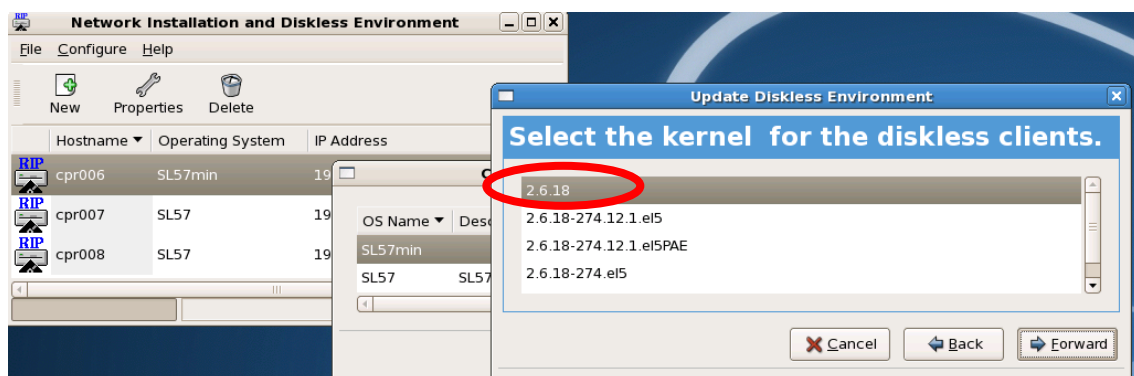 Network Installation and Diskless Environment
File Configure Help
New Properties Delete
Hostname Operating System IP Address
RIP cpr006 SL57min 19
RIP cpr007 SL57 19
RIP cpr008 SL57 19
OS Name
SL57min
SL57 SL57
Update Diskless Environment
Select the kernel for the diskless clients.
2.6.18
2.6.18-274.12.1.el5
2.6.18-274.12.1.el5PAE
2.6.18-274.el5
Cancel Back Forward